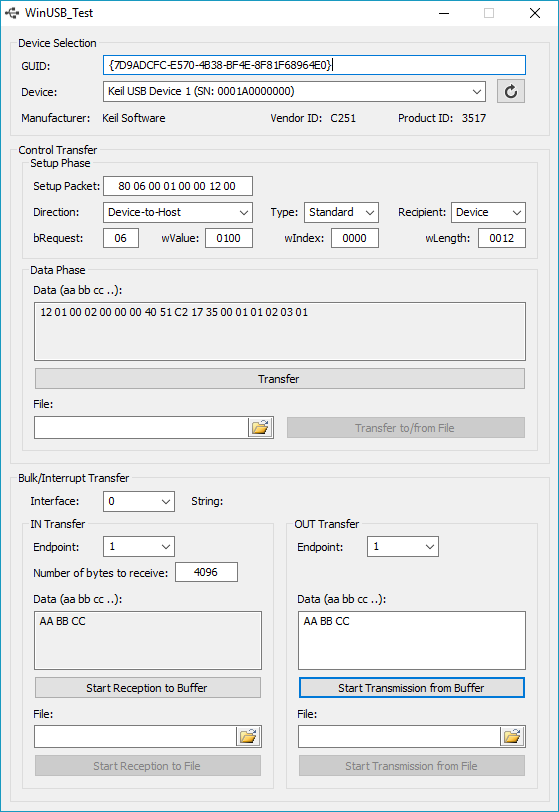 WinUSB_Test
Device Selection
GUID: {7D9ADCFC-E570-4B38-BF4E-8F81F68964E0}
Device: Keil USB Device 1 (SN: 0001A0000000)
Manufacturer: Keil Software Vendor ID: C251 Product ID: 3517
Control Transfer
Setup Phase
Setup Packet: 80 06 00 01 00 00 12 00
Direction: Device-to-Host Type: Standard Recipient: Device
bRequest: 06 wValue: 0100 wIndex: 0000 wLength: 0012
Data Phase
Data (aa bb cc ..):
12 01 00 02 00 00 00 40 51 C2 17 35 00 01 01 02 03 01
Transfer
File:
Transfer to/from File
Bulk/Interrupt Transfer
Interface: 0 String:
IN Transfer
Endpoint: 1
Number of bytes to receive: 4096
Data (aa bb cc ..):
AA BB CC
Start Reception to Buffer
File:
Start Reception to File
OUT Transfer
Endpoint: 1
Data (aa bb cc ..):
AA BB CC
Start Transmission from Buffer
File:
Start Transmission from File